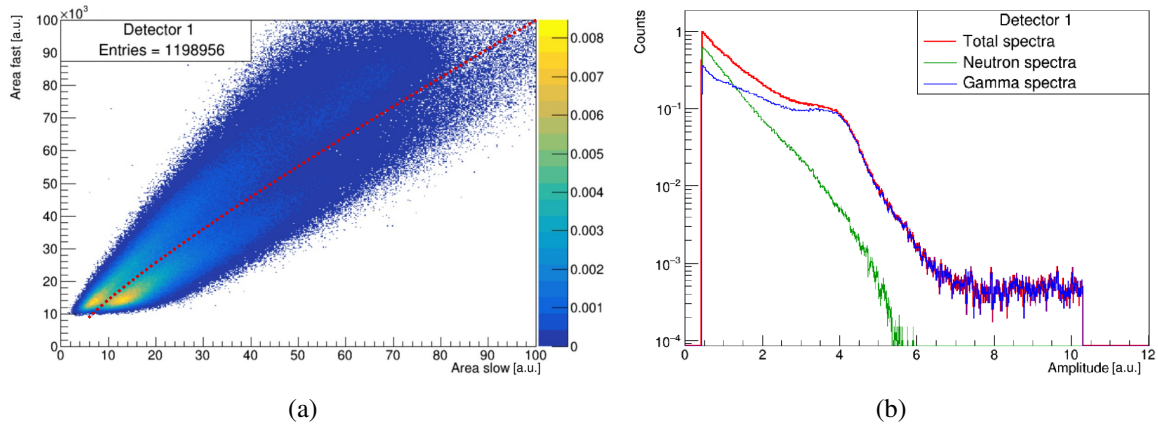 100 ×10³
Detector 1
Entries = 1198956
Area fast [a.u.]
90
80
70
60
50
40
30
20
10
0
0 10 20 30 40 50 60 70 80 90 100
Area slow [a.u.]
0.008
0.007
0.006
0.005
0.004
0.003
0.002
0.001
0
(a)
Counts
Detector 1
Total spectra
Neutron spectra
Gamma spectra
1
10⁻¹
10⁻²
10⁻³
10⁻⁴
0 2 4 6 8 10 12
Amplitude [a.u.]
(b)